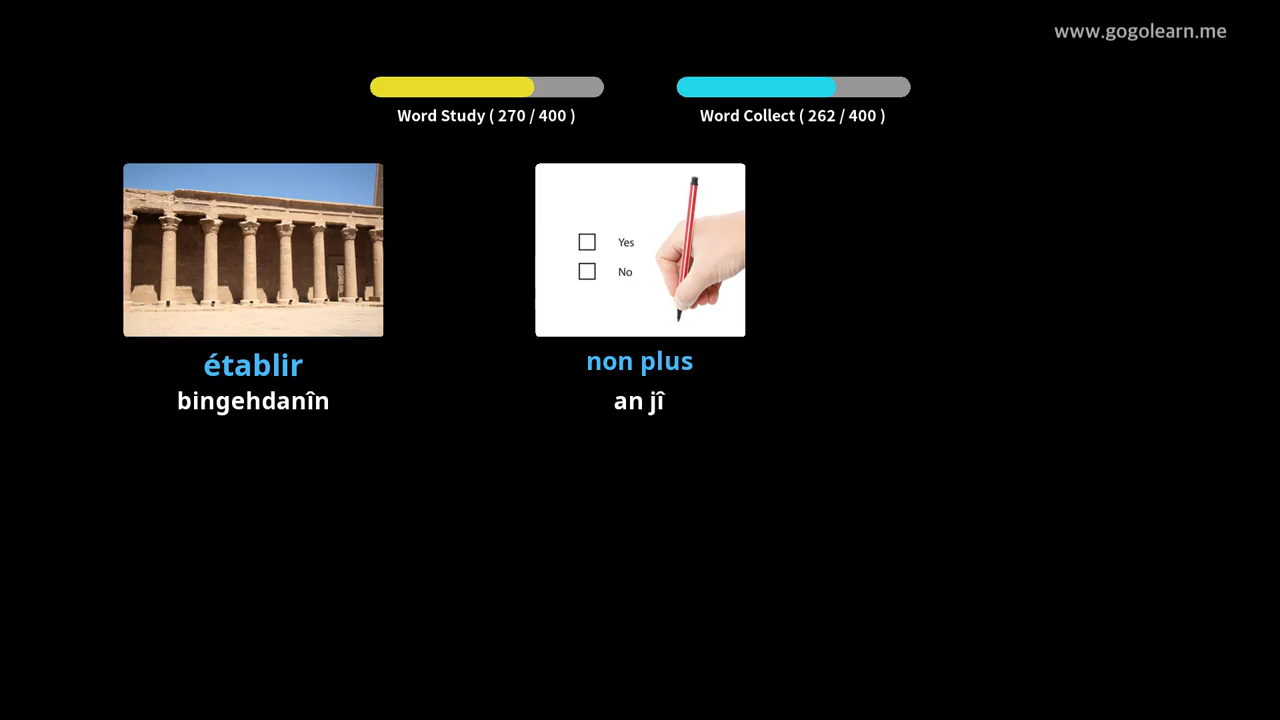 www.gogolearn.me
Word Study ( 270 / 400 )
Word Collect ( 262 / 400 )
Yes
No
établir
bingehdanîn
non plus
an jî